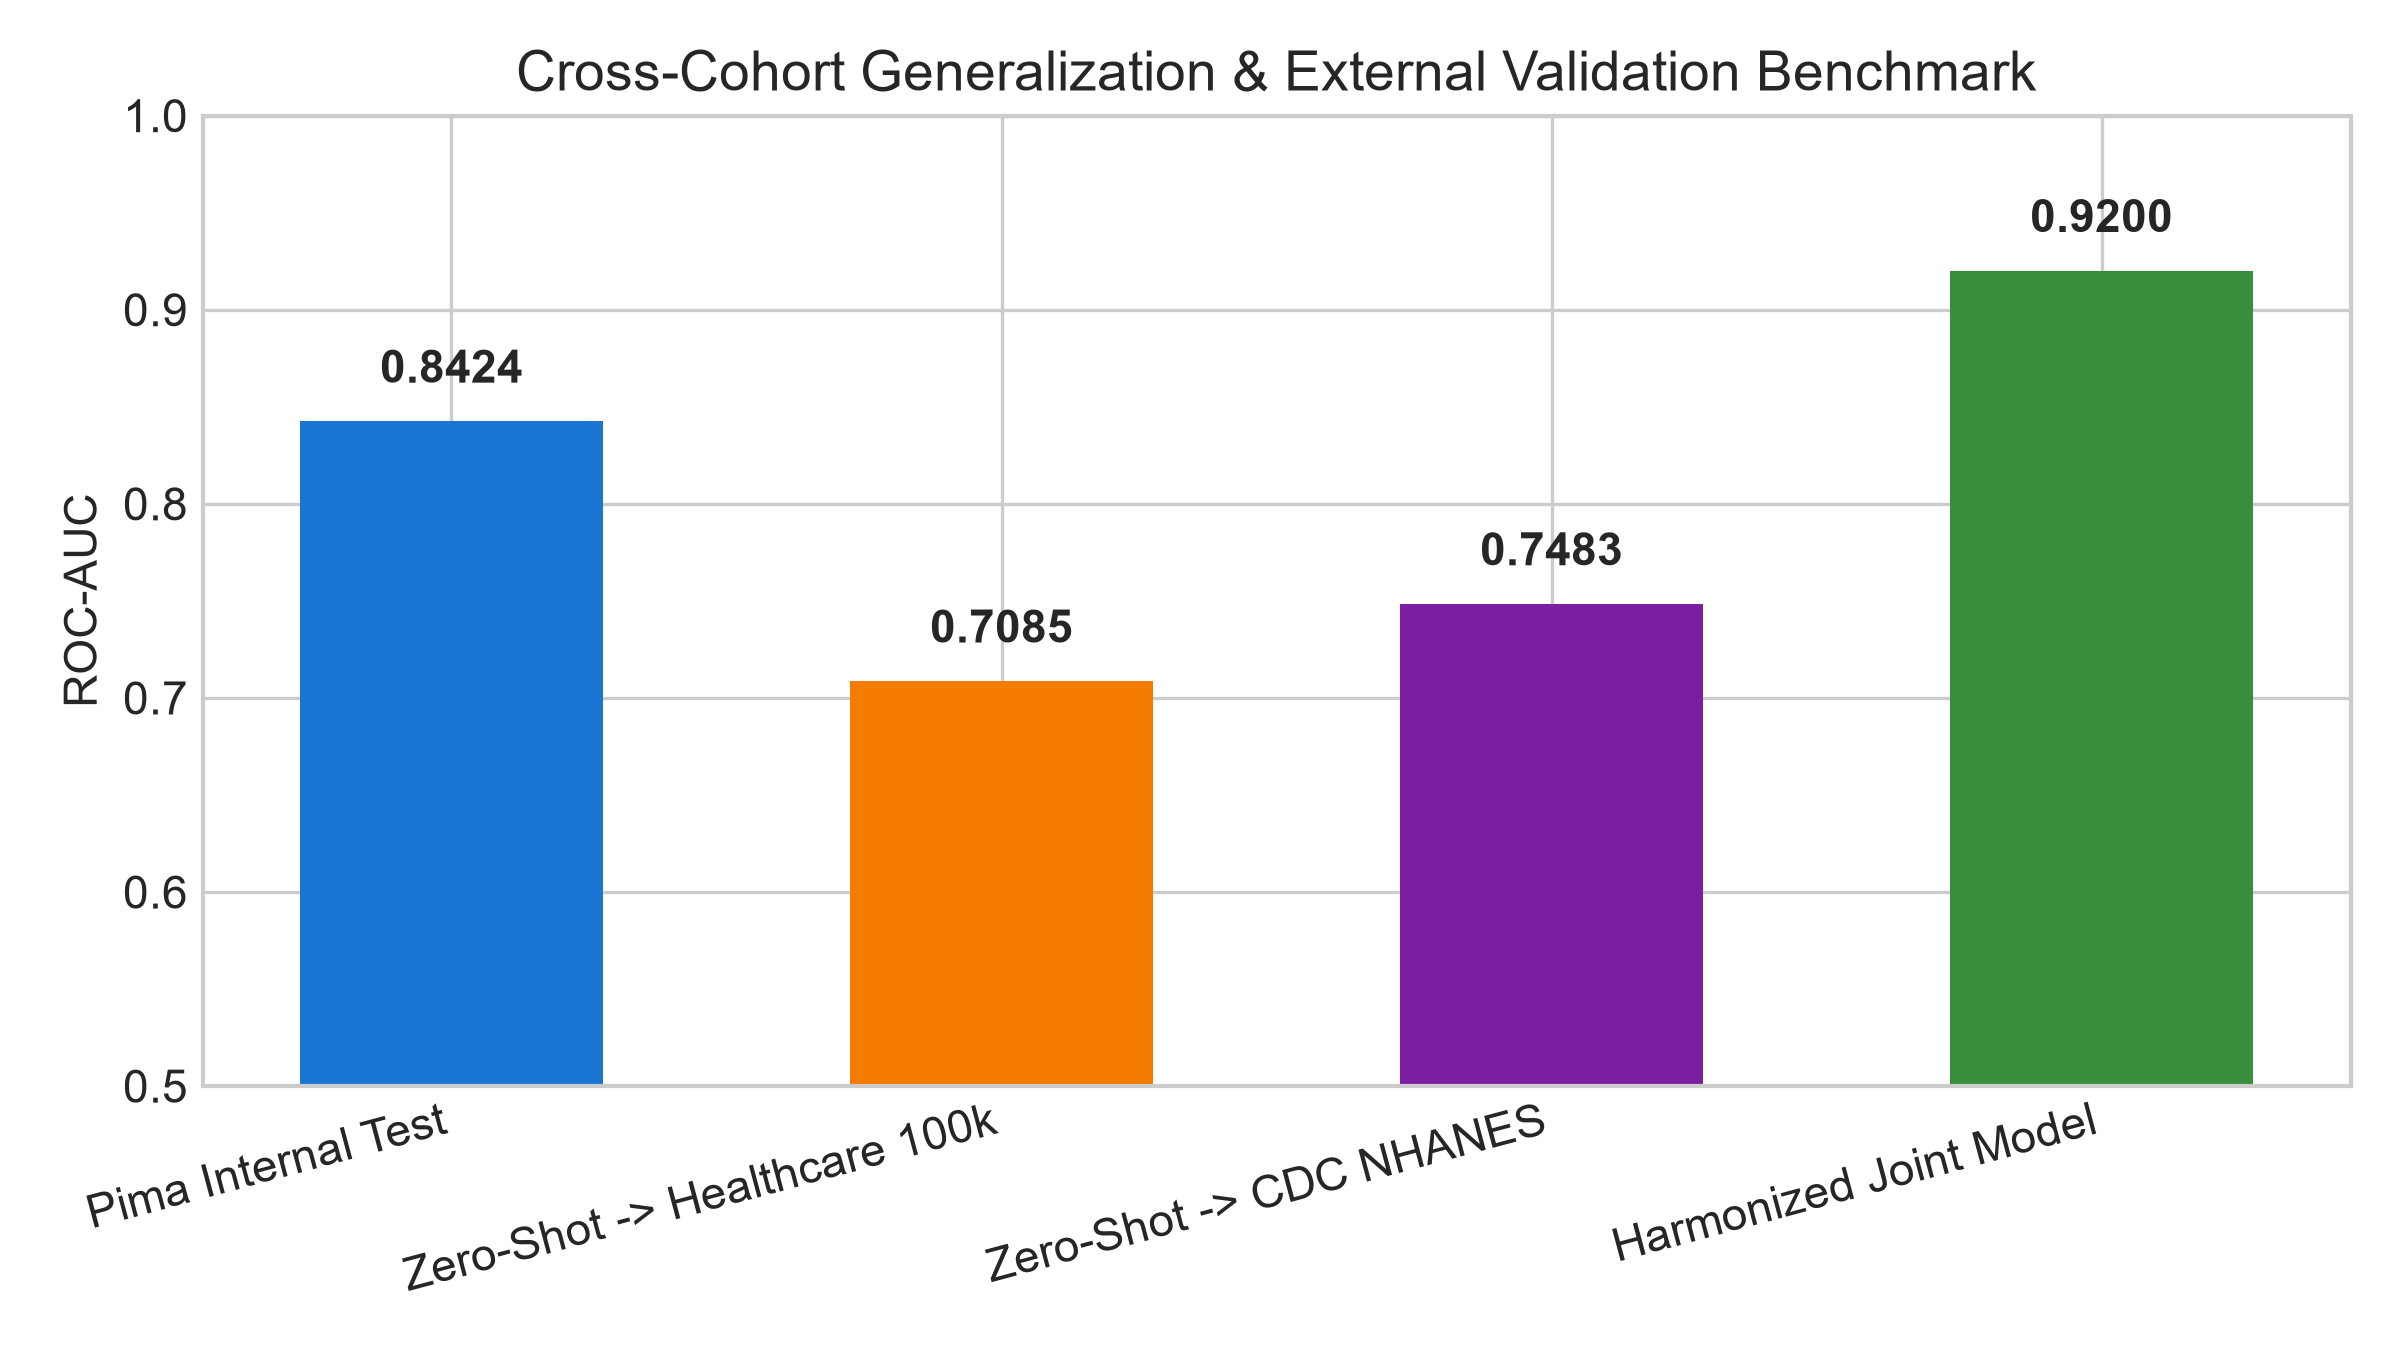 Cross-Cohort Generalization & External Validation Benchmark
ROC-AUC
1.0
0.9
0.8
0.7
0.6
0.5
0.8424
0.7085
0.7483
0.9200
Pima Internal Test
Zero-Shot -> Healthcare 100k
Zero-Shot -> CDC NHANES
Harmonized Joint Model